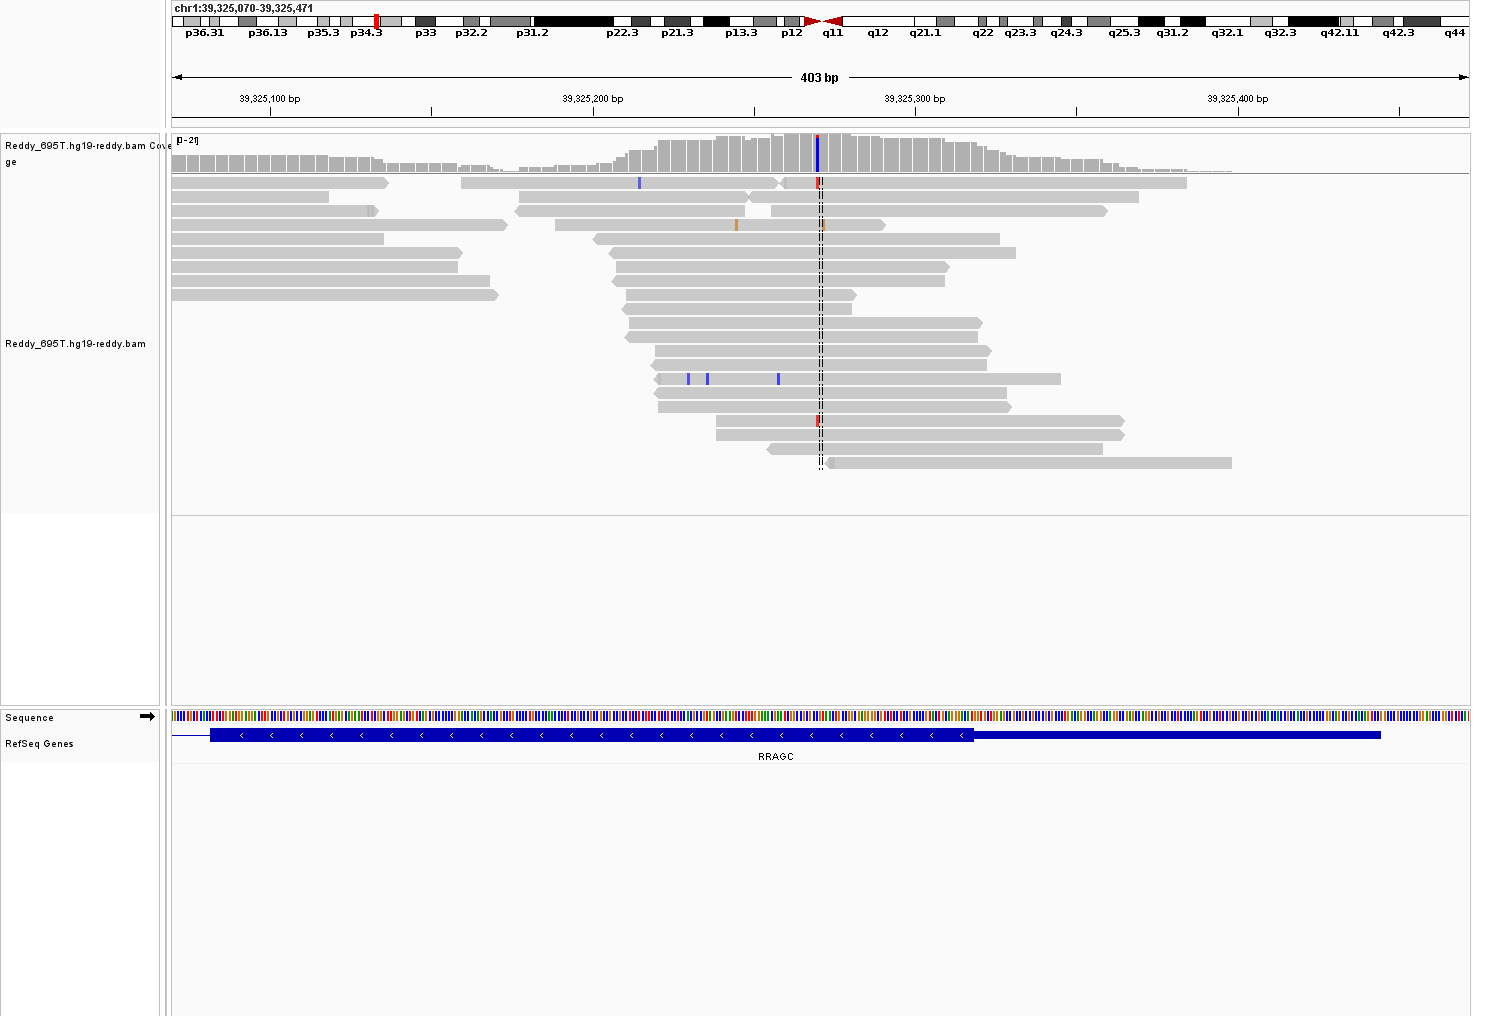 chr1:39,325,070-39,325,471
p36.31 p36.13 p35.3 p34.3 p33 p32.2 p31.2 p22.3 p21.3 p13.3 p12 q11 q12 q21.1 q22 q23.3 q24.3 q25.3 q31.2 q32.1 q32.3 q42.11 q42.3 q44
403 bp
39,325,100 bp 39,325,200 bp 39,325,300 bp 39,325,400 bp
[0-21]
Reddy_695T.hg19-reddy.bam Cove
ge
Reddy_695T.hg19-reddy.bam
Sequence
RefSeq Genes
RRAGC